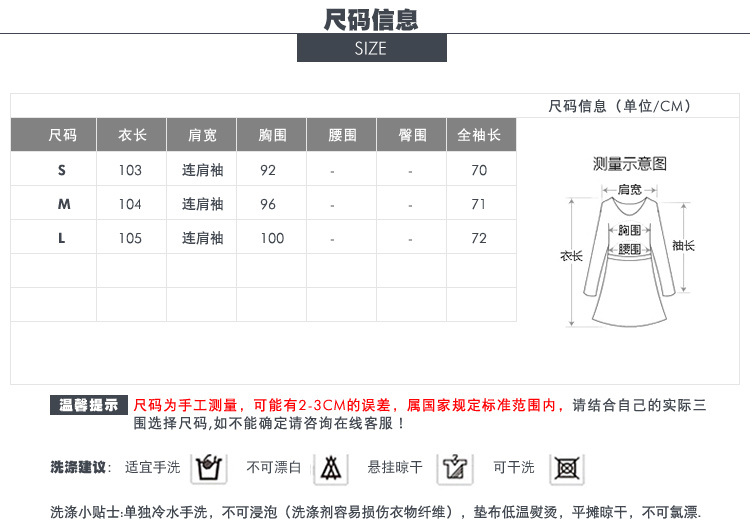 尺码信息
SIZE
尺码信息（单位/CM）
尺码 衣长 肩宽 胸围 腰围 臀围 全袖长
S 103 连肩袖 92 - - 70
M 104 连肩袖 96 - - 71
L 105 连肩袖 100 - - 72
测量示意图
肩宽
胸围
腰围
衣长
袖长
温馨提示 尺码为手工测量，可能有2-3CM的误差，属国家规定标准范围内，请结合自己的实际三
围选择尺码,如不能确定请咨询在线客服！
洗涤建议： 适宜手洗 不可漂白 悬挂晾干 可干洗
洗涤小贴士:单独冷水手洗，不可浸泡（洗涤剂容易损伤衣物纤维），垫布低温熨烫，平摊晾干，不可氯漂.